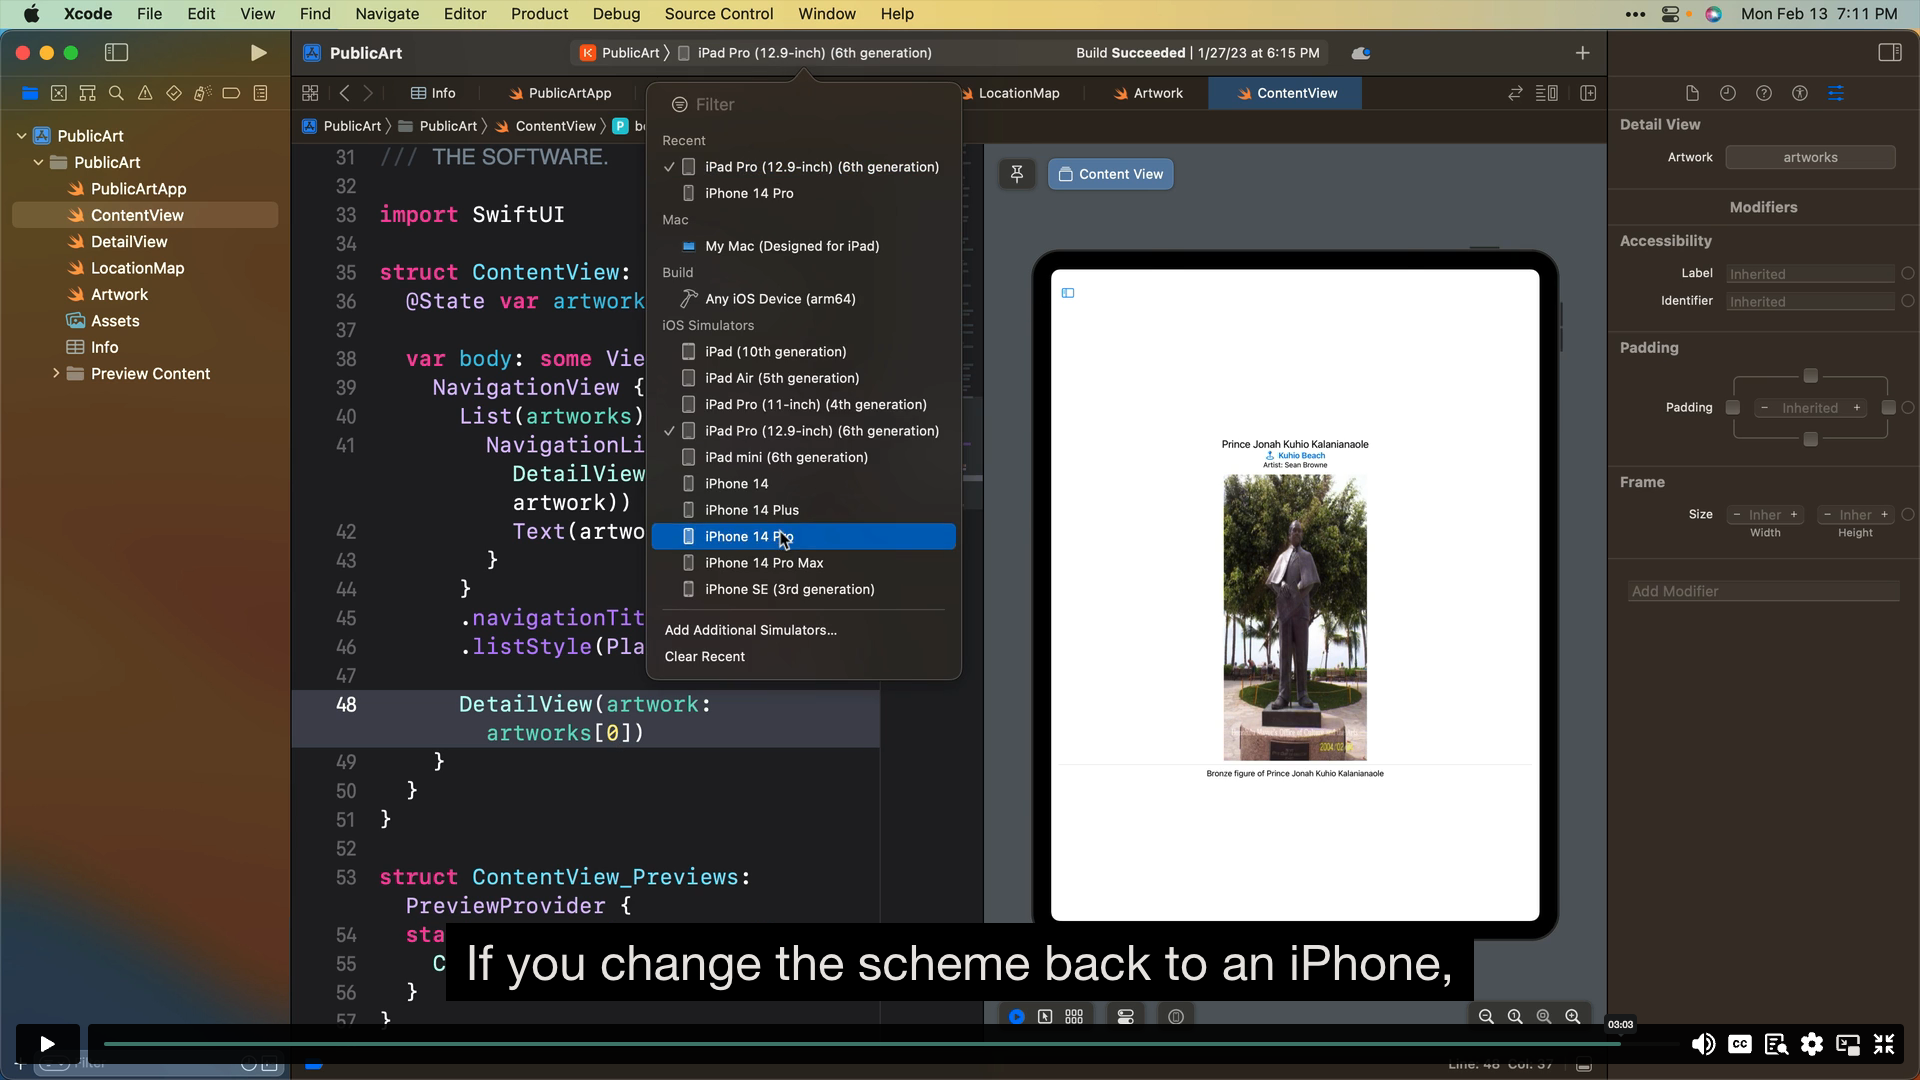 Xcode File Edit View Find Navigate Editor Product Debug Source Control Window Help
Mon Feb 13 7:11 PM
PublicArt
PublicArt
iPad Pro (12.9-inch) (6th generation)
Build Succeeded | 1/27/23 at 6:15 PM
Info
PublicArtApp
LocationMap
Artwork
ContentView
PublicArt
PublicArt
ContentView
PublicArt
PublicArt
PublicArtApp
ContentView
DetailView
LocationMap
Artwork
Assets
Info
Preview Content
31 /// THE SOFTWARE.
32
33 import SwiftUI
34
35 struct ContentView:
36 @State var artwork
37
38 var body: some Vie
39 NavigationView {
40 List(artworks)
41 NavigationLi
DetailView
artwork))
42 Text(artwo
43 }
44 }
45 .navigationTit
46 .listStyle(Pla
47
48 DetailView(artwork:
artworks[0])
49 }
50 }
51 }
52
53 struct ContentView_Previews:
PreviewProvider {
54 sta
55 C
56 }
57 }
Filter
Recent
iPad Pro (12.9-inch) (6th generation)
iPhone 14 Pro
Mac
My Mac (Designed for iPad)
Build
Any iOS Device (arm64)
iOS Simulators
iPad (10th generation)
iPad Air (5th generation)
iPad Pro (11-inch) (4th generation)
iPad Pro (12.9-inch) (6th generation)
iPad mini (6th generation)
iPhone 14
iPhone 14 Plus
iPhone 14 Pro
iPhone 14 Pro Max
iPhone SE (3rd generation)
Add Additional Simulators...
Clear Recent
Content View
Prince Jonah Kuhio Kalanianaole
Kuhio Beach
Artist: Sean Browne
Bronze figure of Prince Jonah Kuhio Kalanianaole
Detail View
Artwork artworks
Modifiers
Accessibility
Label Inherited
Identifier Inherited
Padding
Padding - Inherited +
Frame
Size - Inher + - Inher +
Width Height
Add Modifier
If you change the scheme back to an iPhone,
03:03
CC
Filter
Line: 48 Col: 37